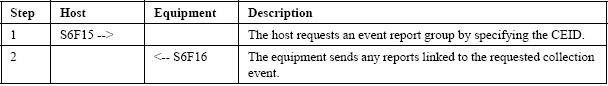 Step Host Equipment Description
1 S6F15 --> The host requests an event report group by specifying the CEID.
2 <-- S6F16 The equipment sends any reports linked to the requested collection
event.